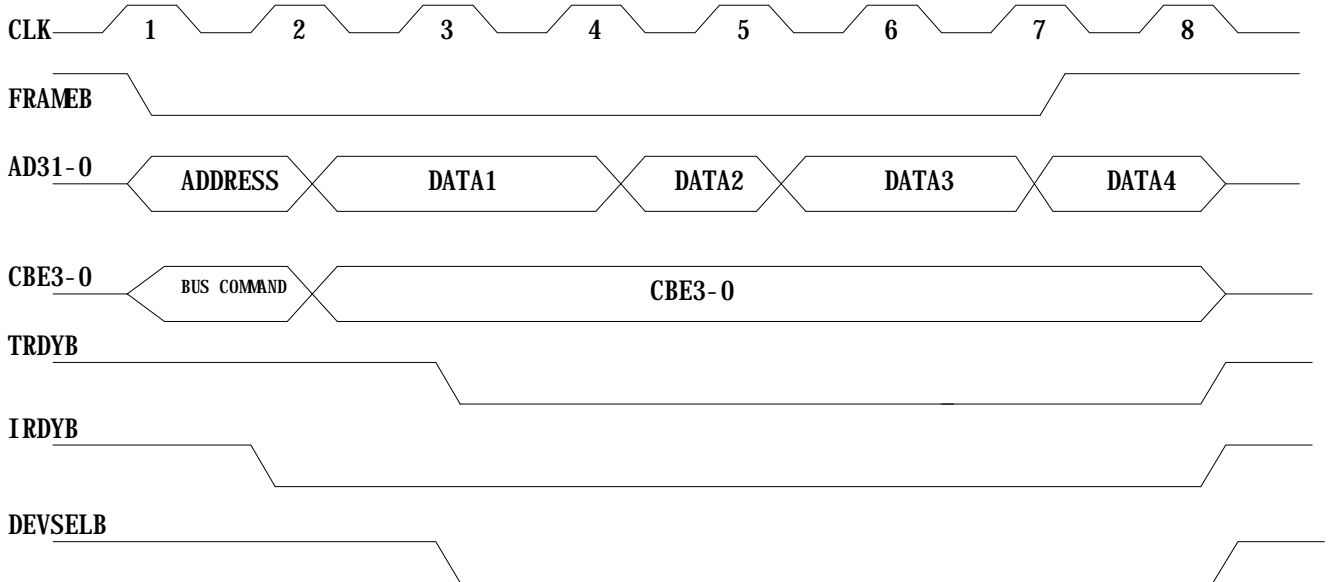 CLK 1 2 3 4 5 6 7 8
FRAMEB
AD31-0 ADDRESS DATA1 DATA2 DATA3 DATA4
CBE3-0 BUS COMMAND CBE3-0
TRDYB
IRDYB
DEVSELB